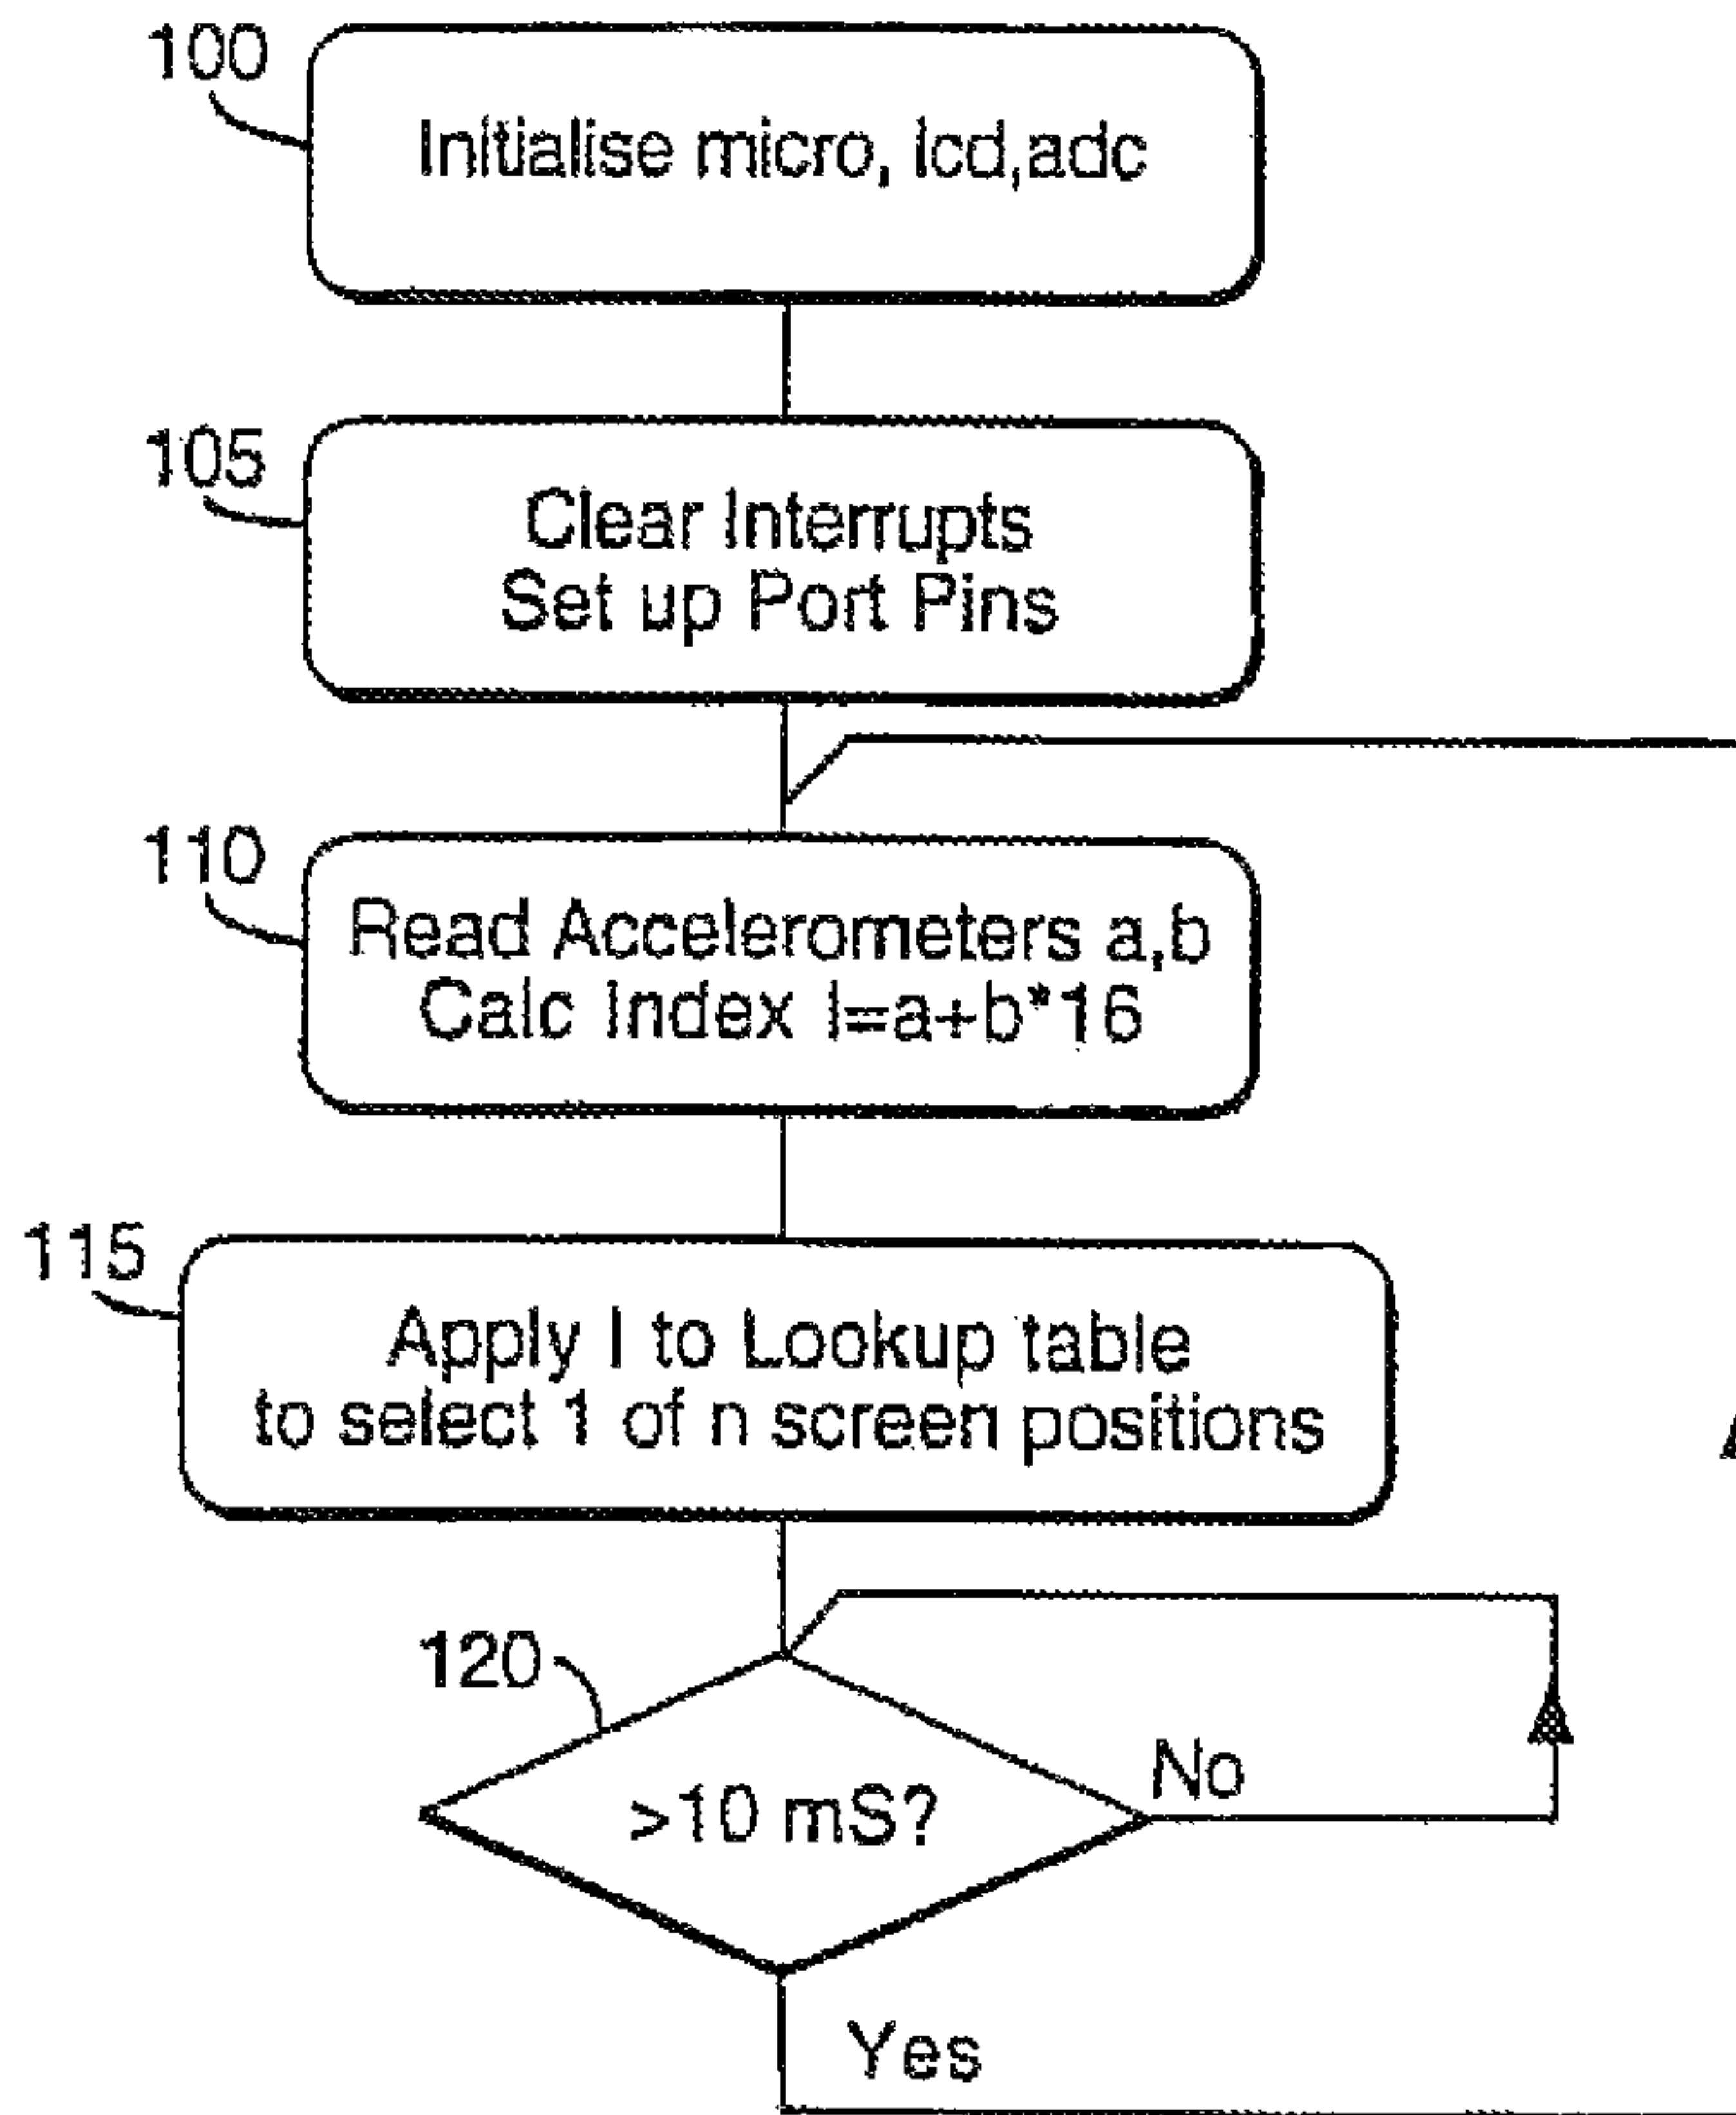 100
Initialise micro, lcd,adc
105
Clear Interrupts
Set up Port Pins
110
Read Accelerometers a,b
Calc Index I=a+b*16
115
Apply I to Lookup table
to select 1 of n screen positions
120
>10 mS?
No
Yes